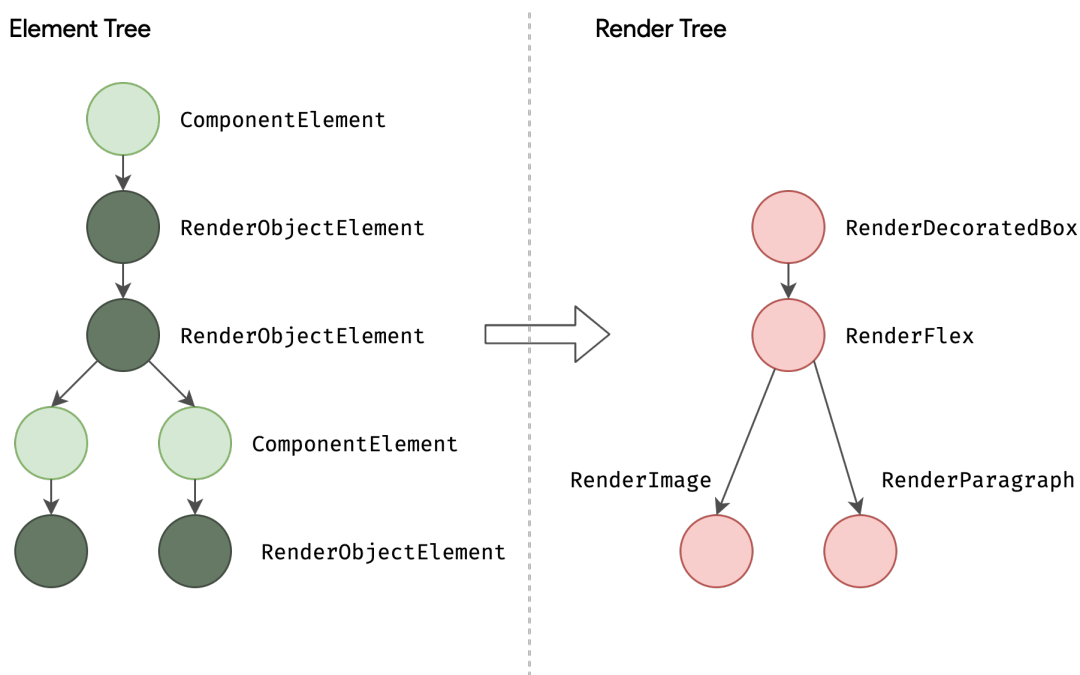 Element Tree
Render Tree
ComponentElement
RenderObjectElement
RenderDecoratedBox
RenderObjectElement
RenderFlex
ComponentElement
RenderImage
RenderParagraph
RenderObjectElement